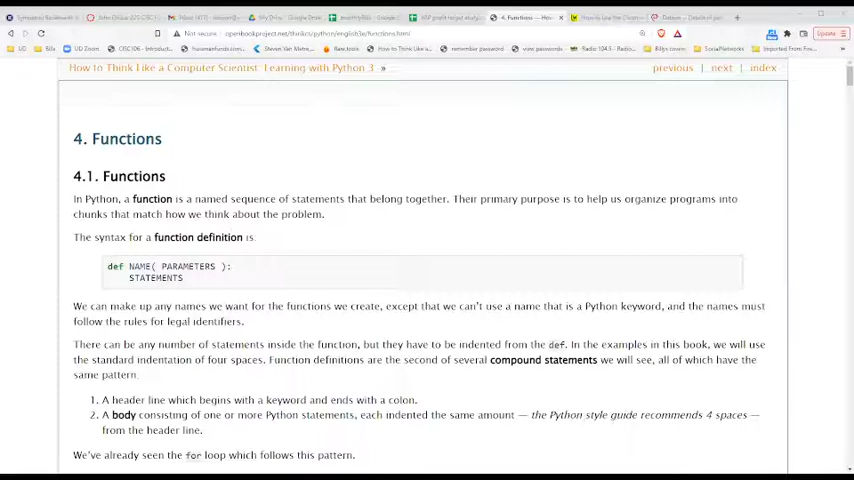 Not secure openbookproject.net/thinkcs/python/english3e/functions.html
Update
How to Think Like a Computer Scientist: Learning with Python 3 »
previous | next | index
4. Functions
4.1. Functions
In Python, a function is a named sequence of statements that belong together. Their primary purpose is to help us organize programs into
chunks that match how we think about the problem.
The syntax for a function definition is:
def NAME( PARAMETERS ):
STATEMENTS
We can make up any names we want for the functions we create, except that we can't use a name that is a Python keyword, and the names must
follow the rules for legal identifiers.
There can be any number of statements inside the function, but they have to be indented from the def. In the examples in this book, we will use
the standard indentation of four spaces. Function definitions are the second of several compound statements we will see, all of which have the
same pattern:
1. A header line which begins with a keyword and ends with a colon.
2. A body consisting of one or more Python statements, each indented the same amount — the Python style guide recommends 4 spaces —
from the header line.
We've already seen the for loop which follows this pattern.